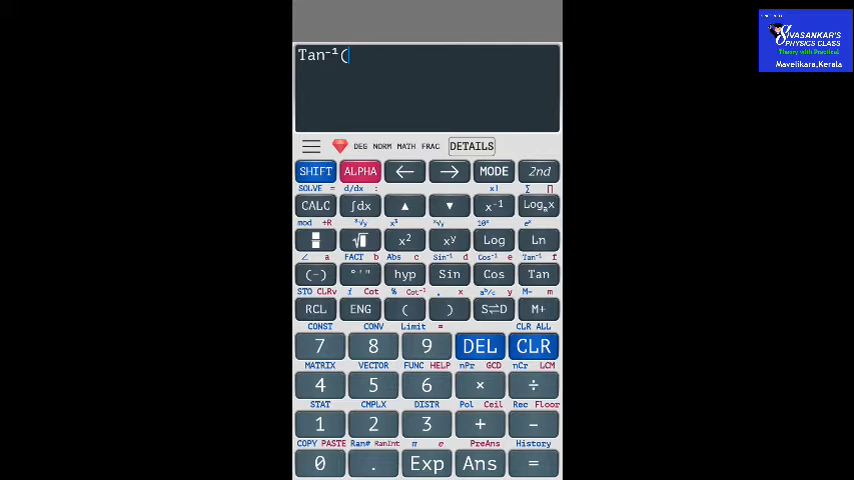 SIVASANKAR'S
PHYSICS CLASS
Theory with Practical
Mavelikara,Kerala
Tan⁻¹(
DEG NORM MATH FRAC DETAILS
SHIFT ALPHA ← → MODE 2nd
SOLVE = d/dx : x! ∑ ∏
CALC ∫dx ▲ ▼ x⁻¹ Logₐx
mod ÷R ³√y x³ ˣ√y 10ˣ eˣ
√ x² xʸ Log Ln
∠ a FACT b Abs c Sin⁻¹ d Cos⁻¹ e Tan⁻¹ f
(−) °'" hyp Sin Cos Tan
STO CLRv i Cot % Cot⁻¹ , x aᵇ/c y M− m
RCL ENG ( ) S⇌D M+
CONST CONV Limit = CLR ALL
7 8 9 DEL CLR
MATRIX VECTOR FUNC HELP nPr GCD nCr LCM
4 5 6 × ÷
STAT CMPLX DISTR Pol Ceil Rec Floor
1 2 3 + −
COPY PASTE Ran# RanInt π e PreAns History
0 . Exp Ans =